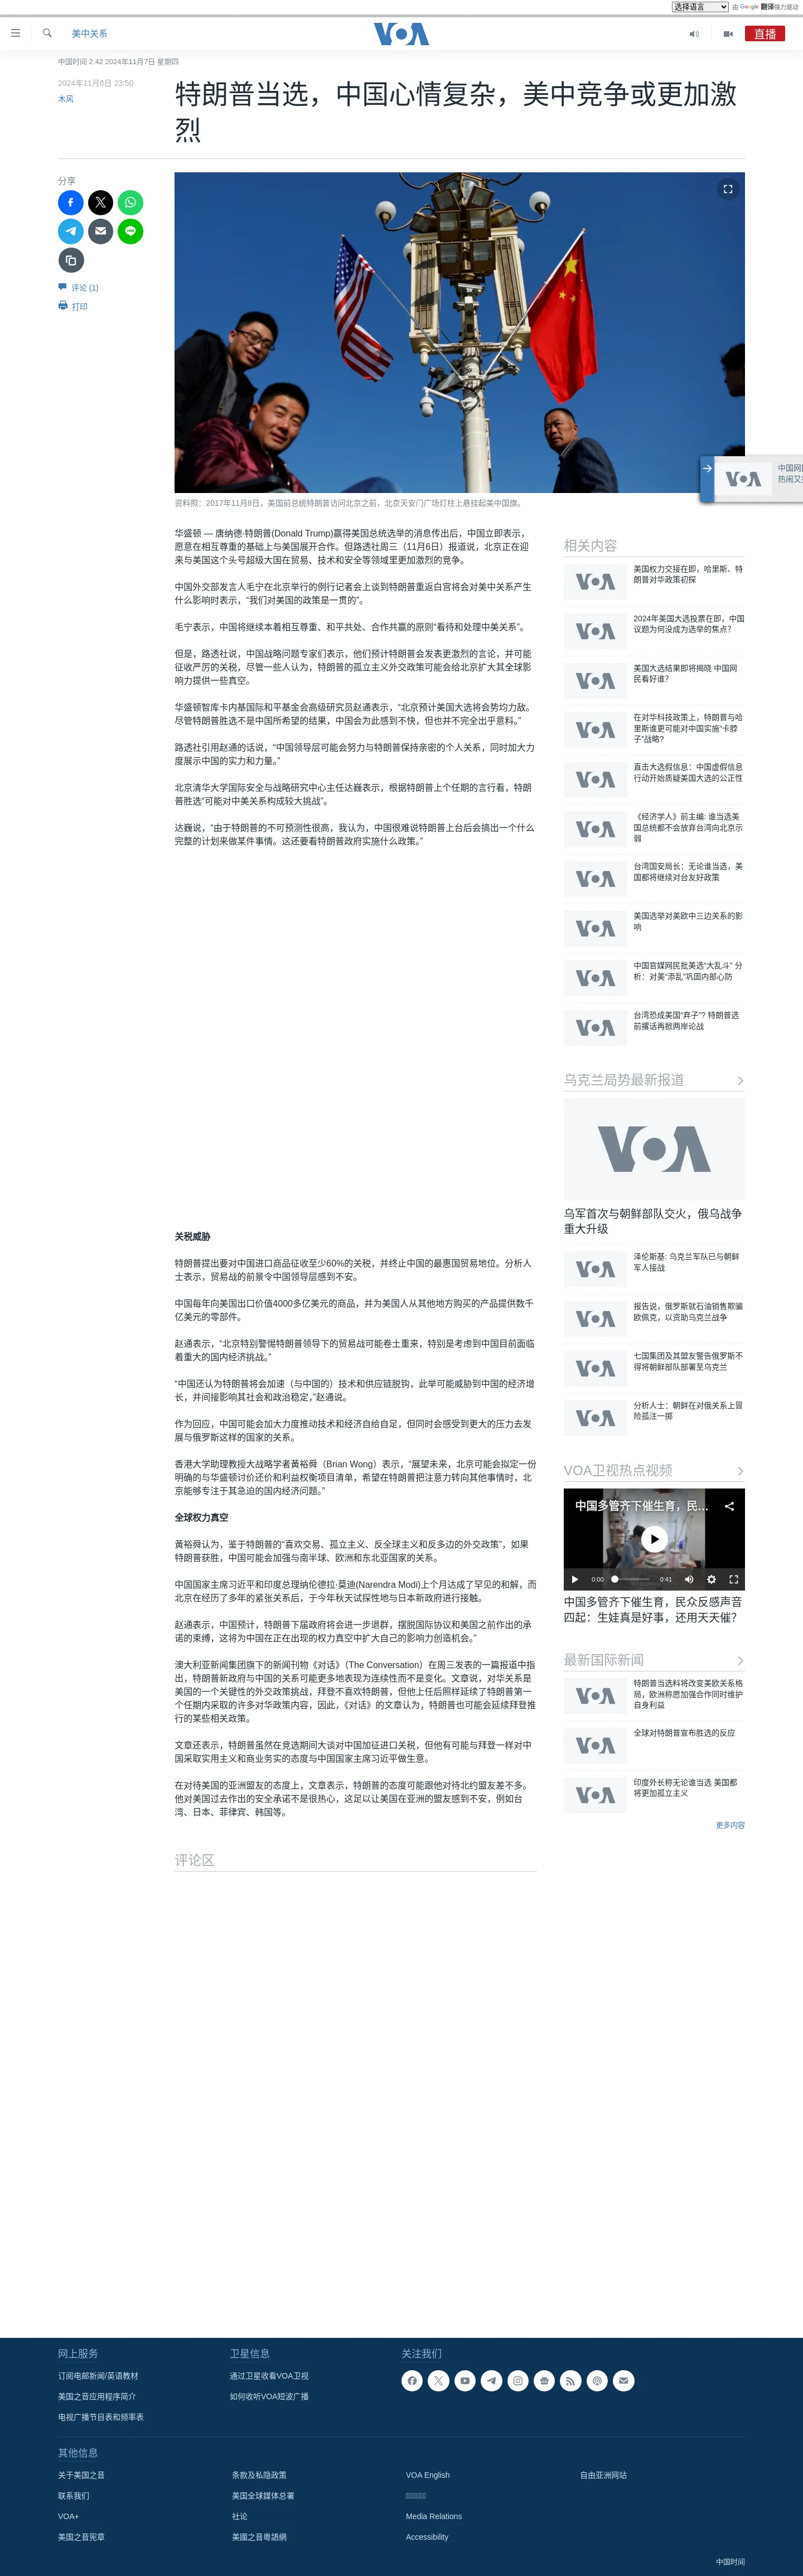 选择语言 由 Google 翻译强力驱动
美中关系
VOA
直播
中国时间 2:42 2024年11月7日 星期四
2024年11月6日 23:50
木风
特朗普当选，中国心情复杂，美中竞争或更加激
烈
分享
评论 (1)
打印
资料照：2017年11月8日，美国前总统特朗普访问北京之前，北京天安门广场灯柱上悬挂起美中国旗。
VOA
中国网民
热闹又
华盛顿 — 唐纳德·特朗普(Donald Trump)赢得美国总统选举的消息传出后，中国立即表示，
愿意在相互尊重的基础上与美国展开合作。但路透社周三（11月6日）报道说，北京正在迎
来与美国这个头号超级大国在贸易、技术和安全等领域里更加激烈的竞争。
中国外交部发言人毛宁在北京举行的例行记者会上谈到特朗普重返白宫将会对美中关系产生
什么影响时表示，“我们对美国的政策是一贯的”。
毛宁表示，中国将继续本着相互尊重、和平共处、合作共赢的原则“看待和处理中美关系”。
但是，路透社说，中国战略问题专家们表示，他们预计特朗普会发表更激烈的言论，并可能
征收严厉的关税，尽管一些人认为，特朗普的孤立主义外交政策可能会给北京扩大其全球影
响力提供一些真空。
华盛顿智库卡内基国际和平基金会高级研究员赵通表示，“北京预计美国大选将会势均力敌。
尽管特朗普胜选不是中国所希望的结果，中国会为此感到不快，但也并不完全出乎意料。”
路透社引用赵通的话说，“中国领导层可能会努力与特朗普保持亲密的个人关系，同时加大力
度展示中国的实力和力量。”
北京清华大学国际安全与战略研究中心主任达巍表示，根据特朗普上个任期的言行看，特朗
普胜选“可能对中美关系构成较大挑战”。
达巍说，“由于特朗普的不可预测性很高，我认为，中国很难说特朗普上台后会搞出一个什么
完整的计划来做某件事情。这还要看特朗普政府实施什么政策。”
关税威胁
特朗普提出要对中国进口商品征收至少60%的关税，并终止中国的最惠国贸易地位。分析人
士表示，贸易战的前景令中国领导层感到不安。
中国每年向美国出口价值4000多亿美元的商品，并为美国人从其他地方购买的产品提供数千
亿美元的零部件。
赵通表示，“北京特别警惕特朗普领导下的贸易战可能卷土重来，特别是考虑到中国目前面临
着重大的国内经济挑战。”
“中国还认为特朗普将会加速（与中国的）技术和供应链脱钩，此举可能威胁到中国的经济增
长，并间接影响其社会和政治稳定，”赵通说。
作为回应，中国可能会加大力度推动技术和经济自给自足，但同时会感受到更大的压力去发
展与俄罗斯这样的国家的关系。
香港大学助理教授大战略学者黄裕舜（Brian Wong）表示，“展望未来，北京可能会拟定一份
明确的与华盛顿讨价还价和利益权衡项目清单，希望在特朗普把注意力转向其他事情时，北
京能够专注于其急迫的国内经济问题。”
全球权力真空
黄裕舜认为，鉴于特朗普的“喜欢交易、孤立主义、反全球主义和反多边的外交政策”，如果
特朗普获胜，中国可能会加强与南半球、欧洲和东北亚国家的关系。
中国国家主席习近平和印度总理纳伦德拉·莫迪(Narendra Modi)上个月达成了罕见的和解，而
北京在经历了多年的紧张关系后，于今年秋天试探性地与日本新政府进行接触。
赵通表示，中国预计，特朗普下届政府将会进一步退群，摆脱国际协议和美国之前作出的承
诺的束缚，这将为中国在正在出现的权力真空中扩大自己的影响力创造机会。”
澳大利亚新闻集团旗下的新闻刊物《对话》（The Conversation）在周三发表的一篇报道中指
出，特朗普新政府与中国的关系可能更多地表现为连续性而不是变化。文章说，对华关系是
美国的一个关键性的外交政策挑战，拜登不喜欢特朗普，但他上任后照样延续了特朗普第一
个任期内采取的许多对华政策内容，因此，《对话》的文章认为，特朗普也可能会延续拜登推
行的某些相关政策。
文章还表示，特朗普虽然在竞选期间大谈对中国加征进口关税，但他有可能与拜登一样对中
国采取实用主义和商业务实的态度与中国国家主席习近平做生意。
在对待美国的亚洲盟友的态度上，文章表示，特朗普的态度可能跟他对待北约盟友差不多。
他对美国过去作出的安全承诺不是很热心，这足以让美国在亚洲的盟友感到不安，例如台
湾、日本、菲律宾、韩国等。
评论区
相关内容
美国权力交接在即，哈里斯、特
朗普对华政策初探
2024年美国大选投票在即，中国
议题为何没成为选举的焦点?
美国大选结果即将揭晓 中国网
民看好谁?
在对华科技政策上，特朗普与哈
里斯谁更可能对中国实施“卡脖
子”战略?
直击大选假信息：中国虚假信息
行动开始质疑美国大选的公正性
《经济学人》前主编: 谁当选美
国总统都不会放弃台湾向北京示
弱
台湾国安局长：无论谁当选，美
国都将继续对台友好政策
美国选举对美欧中三边关系的影
响
中国官媒网民批美选“大乱斗” 分
析：对美“添乱”巩固内部心防
台湾恐成美国“弃子”? 特朗普选
前撂话再掀两岸论战
乌克兰局势最新报道
VOA
乌军首次与朝鲜部队交火，俄乌战争
重大升级
泽伦斯基: 乌克兰军队已与朝鲜
军人接战
报告说，俄罗斯就石油销售欺骗
欧佩克，以资助乌克兰战争
七国集团及其盟友警告俄罗斯不
得将朝鲜部队部署至乌克兰
分析人士：朝鲜在对俄关系上冒
险孤注一掷
VOA卫视热点视频
中国多管齐下催生育，民…
0:00 0:41
中国多管齐下催生育，民众反感声音
四起：生娃真是好事，还用天天催？
最新国际新闻
特朗普当选料将改变美欧关系格
局，欧洲称愿加强合作同时维护
自身利益
全球对特朗普宣布胜选的反应
印度外长称无论谁当选 美国都
将更加孤立主义
更多内容
网上服务
订阅电邮新闻/英语教材
美国之音应用程序简介
电视广播节目表和频率表
卫星信息
通过卫星收看VOA卫视
如何收听VOA短波广播
关注我们
其他信息
关于美国之音
联系我们
VOA+
美国之音宪章
条款及私隐政策
美国全球媒体总署
社论
美國之音粵語網
VOA English
Media Relations
Accessibility
自由亚洲网站
中国时间